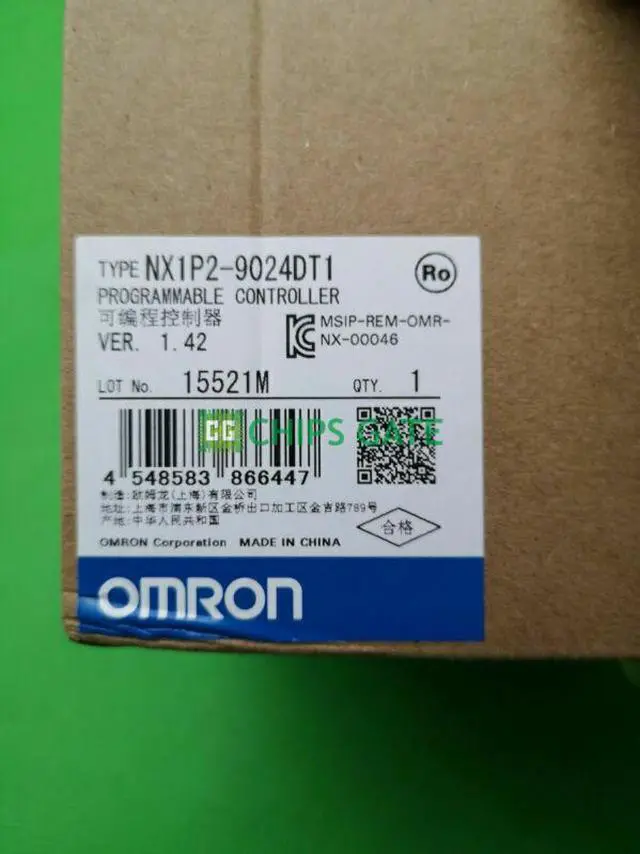 TYPE NX1P2-9024DT1
Ro
PROGRAMMABLE CONTROLLER
可编程控制器
VER. 1.42
MSIP-REM-OMR-
NX-00046
LOT No. 15521M QTY. 1
GG CHIPS GATE
4 548583 866447
制造:欧姆龙(上海)有限公司
地址:上海市浦东新区金桥出口加工区金吉路789号
产地:中华人民共和国
合格
OMRON Corporation MADE IN CHINA
OMRON